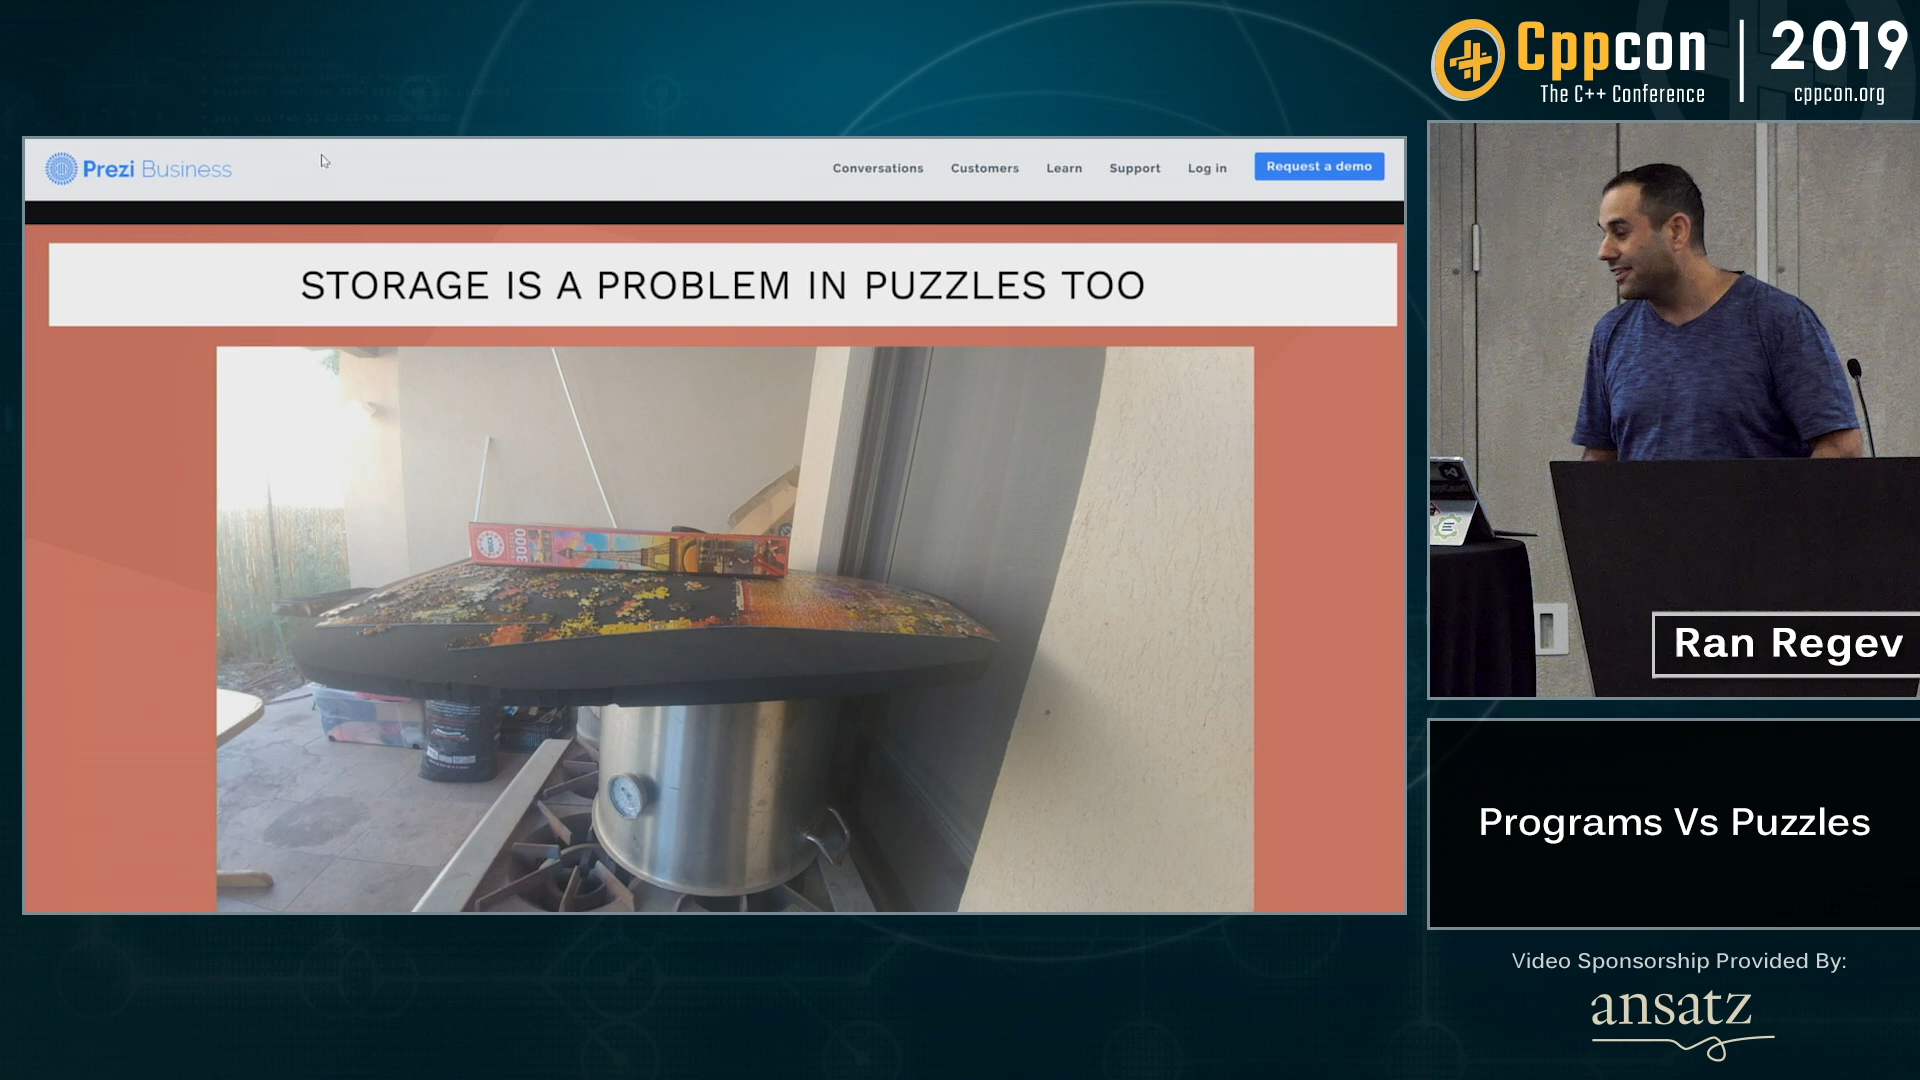 Cppcon
The C++ Conference
2019
cppcon.org
Prezi Business
Conversations
Customers
Learn
Support
Log in
Request a demo
STORAGE IS A PROBLEM IN PUZZLES TOO
3000
Ran Regev
Programs Vs Puzzles
Video Sponsorship Provided By:
ansatz